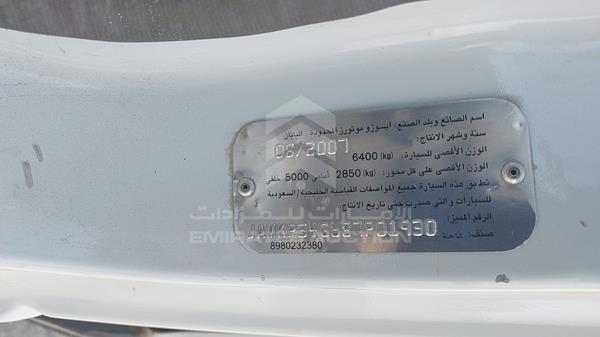 اسم الصانع وبلد الصنع: ايسوزو موتورز المحدودة اليابان
سنة وشهر الانتاج: 08/2007
الوزن الأقصى للسيارة: 6400 (kg)
الوزن الأقصى على كل محور: 2850 (kg) أمامي 5000 خلفي
تطابق هذه السيارة جميع المواصفات القياسية الخليجية/السعودية
للسيارات والتي صدرت حتى تاريخ الانتاج.
الرقم المميز:
صنف: شاحنة
8980232380
الإمارات للمزادات